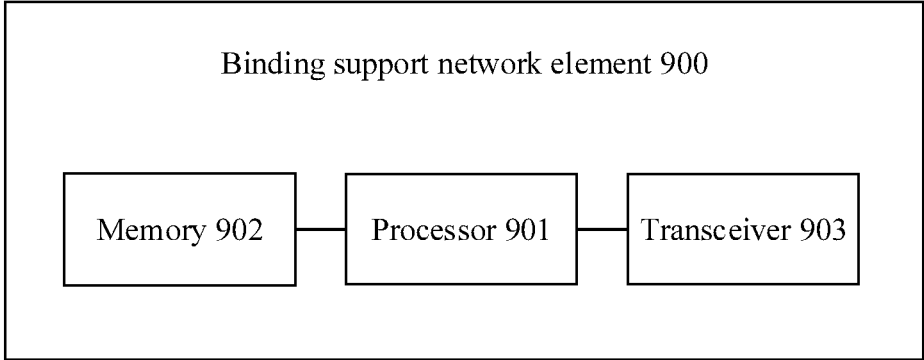 Binding support network element 900
Memory 902
Processor 901
Transceiver 903